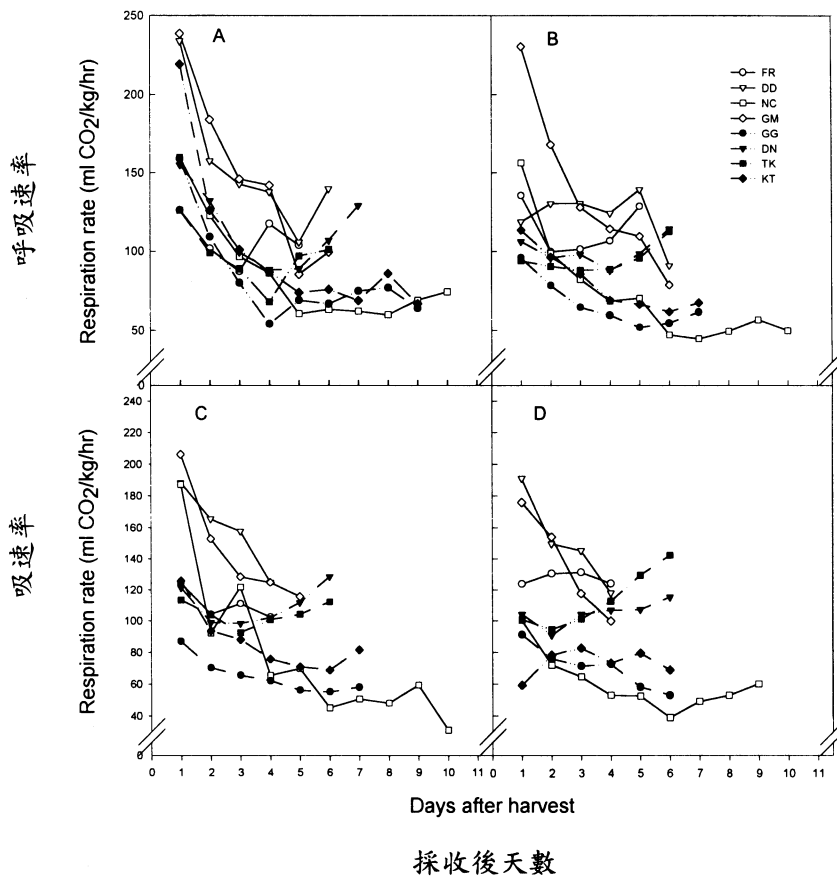 A
B
250
200
150
100
50
0
呼吸速率
Respiration rate (ml CO2/kg/hr)
FR
DD
NC
GM
GG
DN
TK
KT
C
D
240
220
200
180
160
140
120
100
80
60
40
0
吸速率
Respiration rate (ml CO2/kg/hr)
0 1 2 3 4 5 6 7 8 9 10 11 0 1 2 3 4 5 6 7 8 9 10 11
Days after harvest
採收後天數